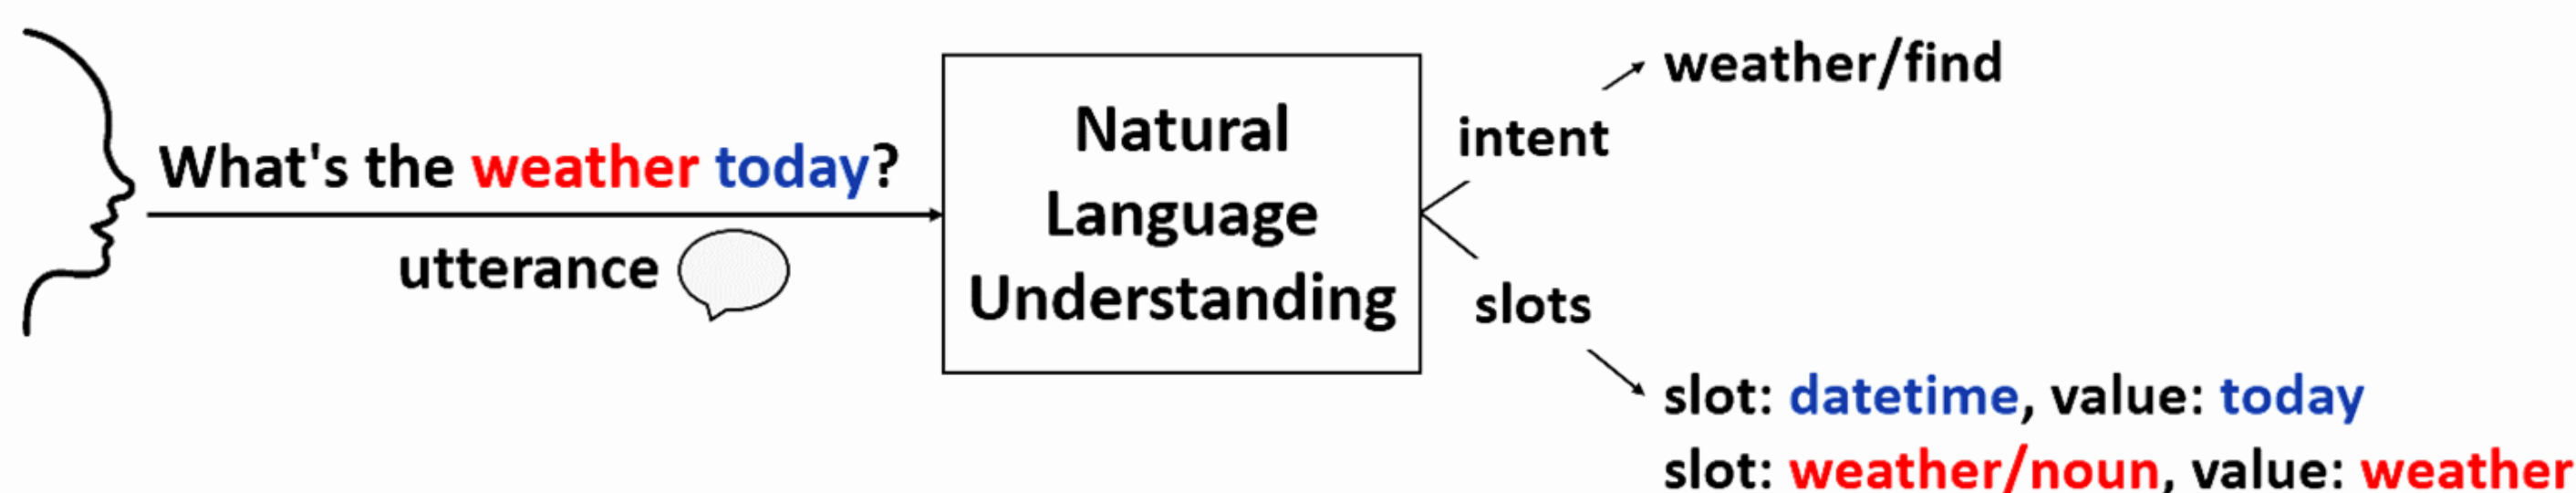 What's the weather today?
utterance
Natural
Language
Understanding
intent
weather/find
slots
slot: datetime, value: today
slot: weather/noun, value: weather